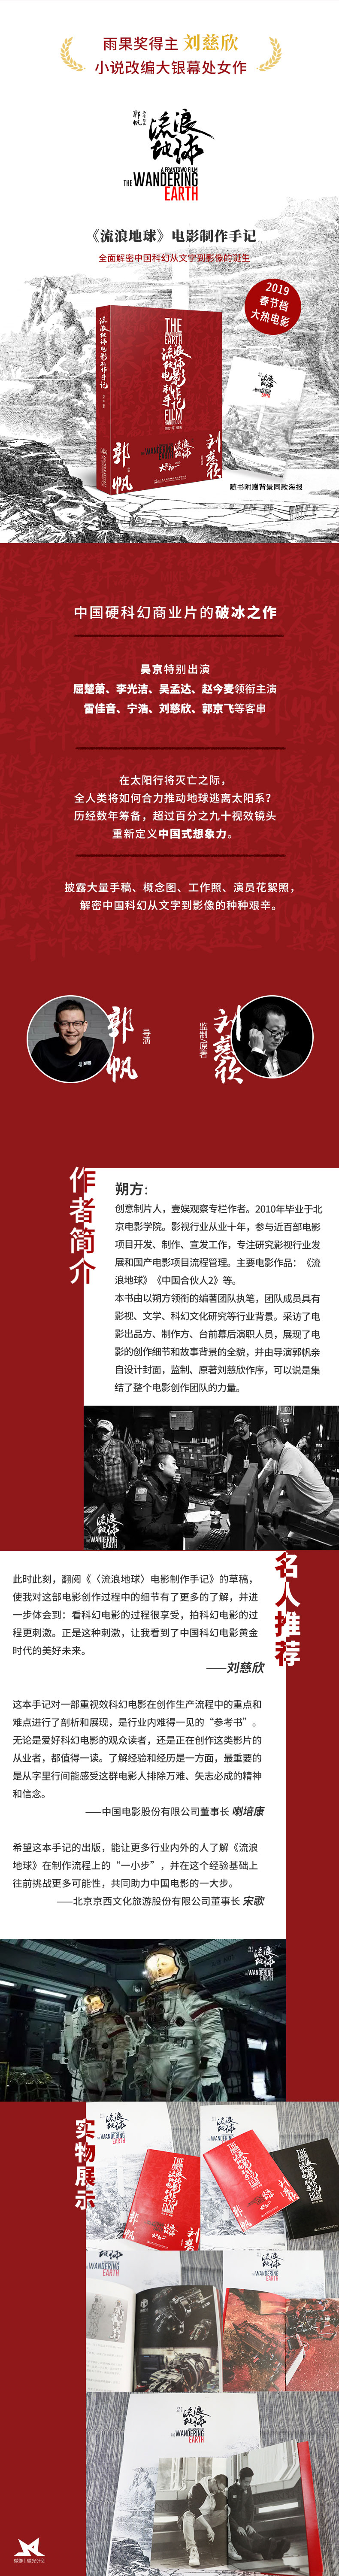 雨果奖得主 刘慈欣
小说改编大银幕处女作
郭帆
流浪
地球
A FRANT GWO FILM
THE WANDERING
EARTH
《流浪地球》电影制作手记
全面解密中国科幻从文字到影像的诞生
2019
春节档
大热电影
流浪地球电影制作手记
THE
WANDERING
EARTH
流浪地球
电影制作
手记
FILM
HANDBOOK
郭帆
刘慈欣
随书附赠背景同款海报
中国硬科幻商业片的破冰之作
吴京特别出演
屈楚萧、李光洁、吴孟达、赵今麦领衔主演
雷佳音、宁浩、刘慈欣、郭京飞等客串
在太阳行将灭亡之际，
全人类将如何合力推动地球逃离太阳系？
历经数年筹备，超过百分之九十视效镜头
重新定义中国式想象力。
披露大量手稿、概念图、工作照、演员花絮照，
解密中国科幻从文字到影像的种种艰辛。
郭帆
导演
监制/原著
刘慈欣
作者简介
朔方：
创意制片人，壹娱观察专栏作者。2010年毕业于北
京电影学院。影视行业从业十年，参与近百部电影
项目开发、制作、宣发工作，专注研究影视行业发
展和国产电影项目流程管理。主要电影作品：《流
浪地球》《中国合伙人2》等。
本书由以朔方领衔的编著团队执笔，团队成员具有
影视、文学、科幻文化研究等行业背景。采访了电
影出品方、制作方、台前幕后演职人员，展现了电
影的创作细节和故事背景的全貌，并由导演郭帆亲
自设计封面，监制、原著刘慈欣作序，可以说是集
结了整个电影创作团队的力量。
流浪
地球
THE WANDERING
EARTH
名人推荐
此时此刻，翻阅《〈流浪地球〉电影制作手记》的草稿，
使我对这部电影创作过程中的细节有了更多的了解，并进
一步体会到：看科幻电影的过程很享受，拍科幻电影的过
程更刺激。正是这种刺激，让我看到了中国科幻电影黄金
时代的美好未来。
——刘慈欣
这本手记对一部重视效科幻电影在创作生产流程中的重点和
难点进行了剖析和展现，是行业内难得一见的“参考书”。
无论是爱好科幻电影的观众读者，还是正在创作这类影片的
从业者，都值得一读。了解经验和经历是一方面，最重要的
是从字里行间能感受这群电影人排除万难、矢志必成的精神
和信念。
——中国电影股份有限公司董事长 喇培康
希望这本手记的出版，能让更多行业内外的人了解《流浪
地球》在制作流程上的“一小步”，并在这个经验基础上
往前挑战更多可能性，共同助力中国电影的一大步。
——北京京西文化旅游股份有限公司董事长 宋歌
流浪
地球
THE WANDERING
EARTH
实物展示
流浪
地球
THE WANDERING
EARTH
郭帆
刘慈欣
THE WANDERING
EARTH
THE WANDERING
EARTH
流浪
地球
THE WANDERING
EARTH